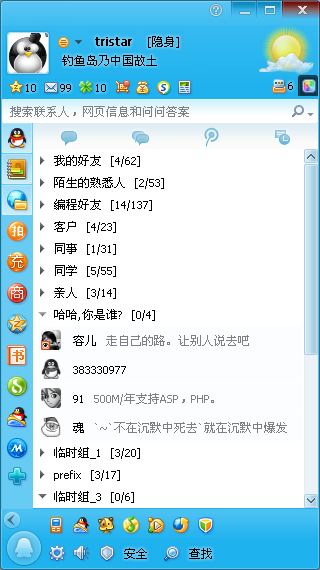 tristar [隐身]
钓鱼岛乃中国故土
10 99 10 6
搜索联系人，网页信息和问问答案
我的好友 [4/62]
陌生的熟悉人 [2/53]
编程好友 [14/137]
客户 [4/23]
同事 [1/31]
同学 [5/55]
亲人 [3/14]
哈哈,你是谁? [0/4]
容儿 走自己的路。让别人说去吧
383330977
91 500M/年支持ASP，PHP。
魂 `~`不在沉默中死去`就在沉默中爆发
临时组_1 [3/20]
prefix [3/17]
临时组_3 [0/6]
拍
充
商
书
安全 查找